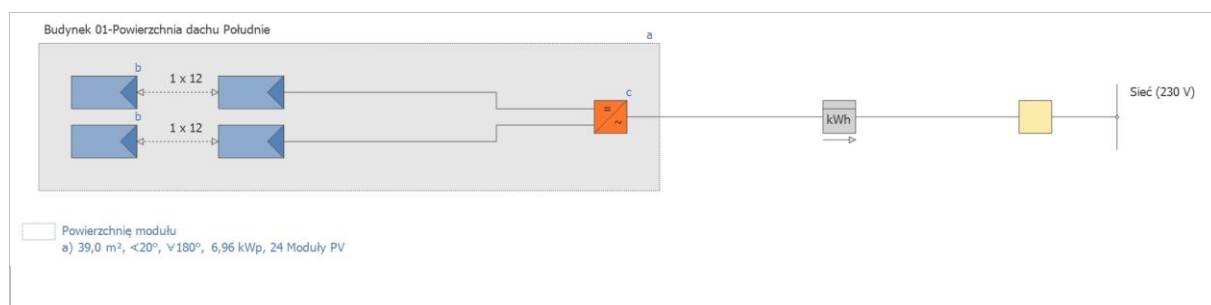 Budynek 01-Powierzchnia dachu Południe
a
b
1 x 12
c
b
1 x 12
=
~
kWh
Sieć (230 V)
Powierzchnię modułu
a) 39,0 m², ∢20°, ∀180°, 6,96 kWp, 24 Moduły PV